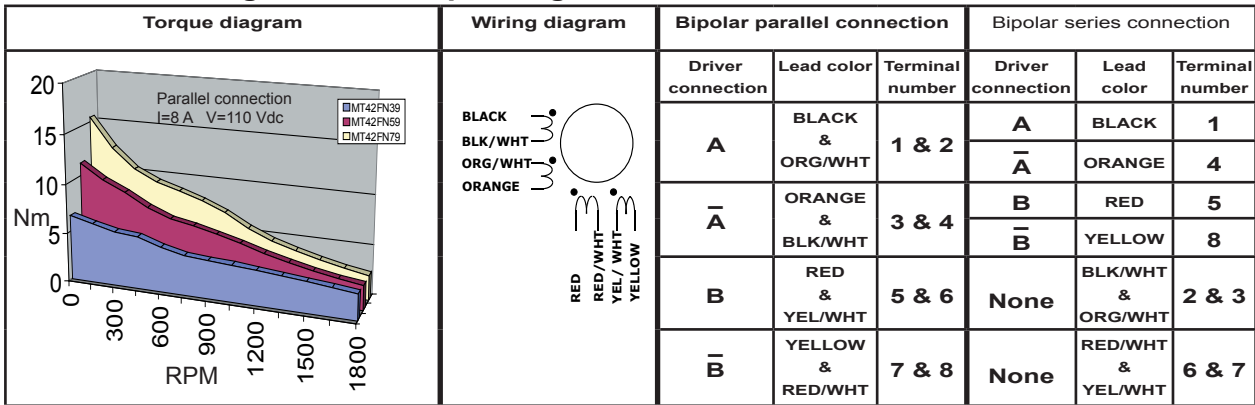 Torque diagram
Wiring diagram
Bipolar parallel connection
Bipolar series connection
20
15
10
Nm
5
0
Parallel connection
I=8 A V=110 Vdc
MT42FN39
MT42FN59
MT42FN79
0
300
600
900
1200
1500
1800
RPM
BLACK
BLK/WHT
ORG/WHT
ORANGE
RED
RED/WHT
YEL/ WHT
YELLOW
Driver
connection
Lead color
Terminal
number
A
BLACK
&
ORG/WHT
1 & 2
A̅
ORANGE
&
BLK/WHT
3 & 4
B
RED
&
YEL/WHT
5 & 6
B̅
YELLOW
&
RED/WHT
7 & 8
Driver
connection
Lead
color
Terminal
number
A BLACK 1
A̅ ORANGE 4
B RED 5
B̅ YELLOW 8
None
BLK/WHT
&
ORG/WHT
2 & 3
None
RED/WHT
&
YEL/WHT
6 & 7